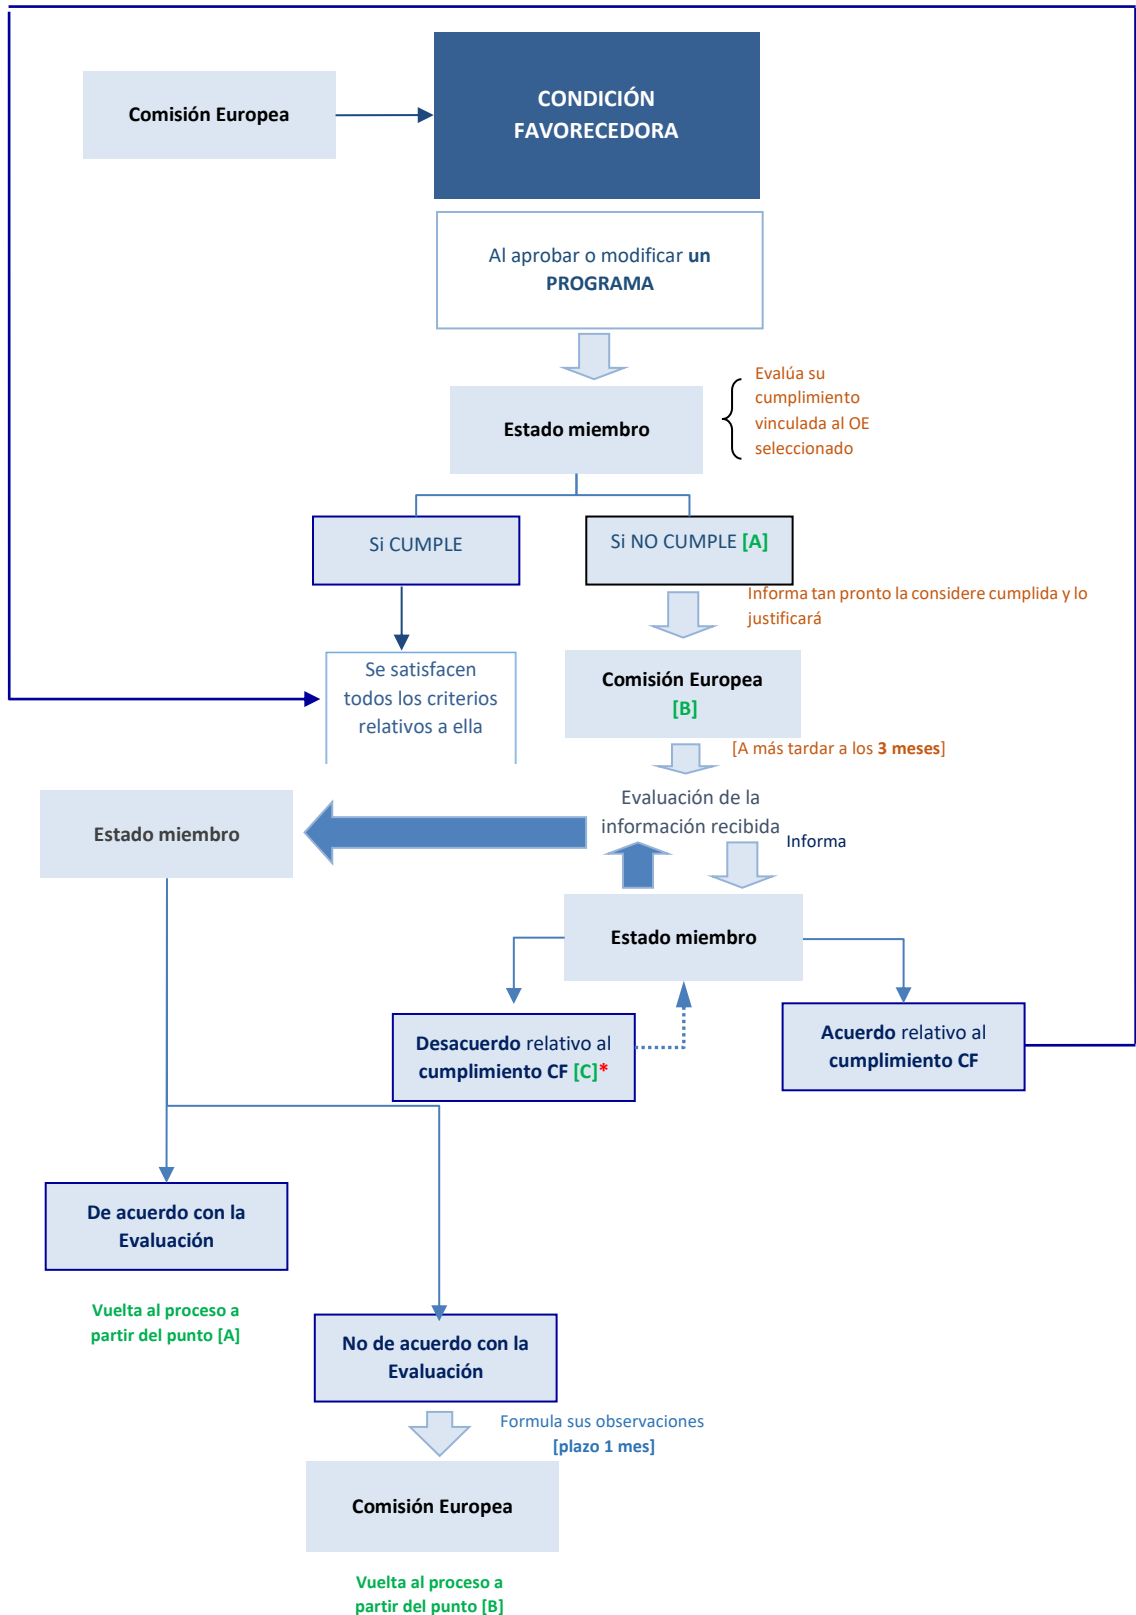 Comisión Europea
CONDICIÓN
FAVORECEDORA
Al aprobar o modificar un
PROGRAMA
Estado miembro
Evalúa su
cumplimiento
vinculada al OE
seleccionado
Si CUMPLE
Si NO CUMPLE [A]
Informa tan pronto la considere cumplida y lo
justificará
Se satisfacen
todos los criterios
relativos a ella
Comisión Europea
[B]
[A más tardar a los 3 meses]
Evaluación de la
información recibida
Informa
Estado miembro
Estado miembro
Desacuerdo relativo al
cumplimiento CF [C]*
Acuerdo relativo al
cumplimiento CF
De acuerdo con la
Evaluación
Vuelta al proceso a
partir del punto [A]
No de acuerdo con la
Evaluación
Formula sus observaciones
[plazo 1 mes]
Comisión Europea
Vuelta al proceso a
partir del punto [B]